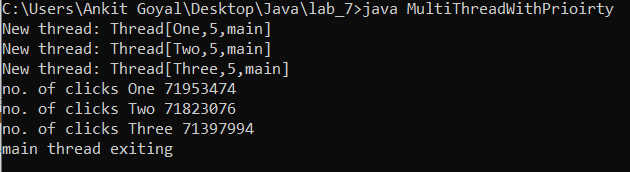 C:\Users\Ankit Goyal\Desktop\Java\lab_7>java MultiThreadWithPrioirty
New thread: Thread[One,5,main]
New thread: Thread[Two,5,main]
New thread: Thread[Three,5,main]
no. of clicks One 71953474
no. of clicks Two 71823076
no. of clicks Three 71397994
main thread exiting